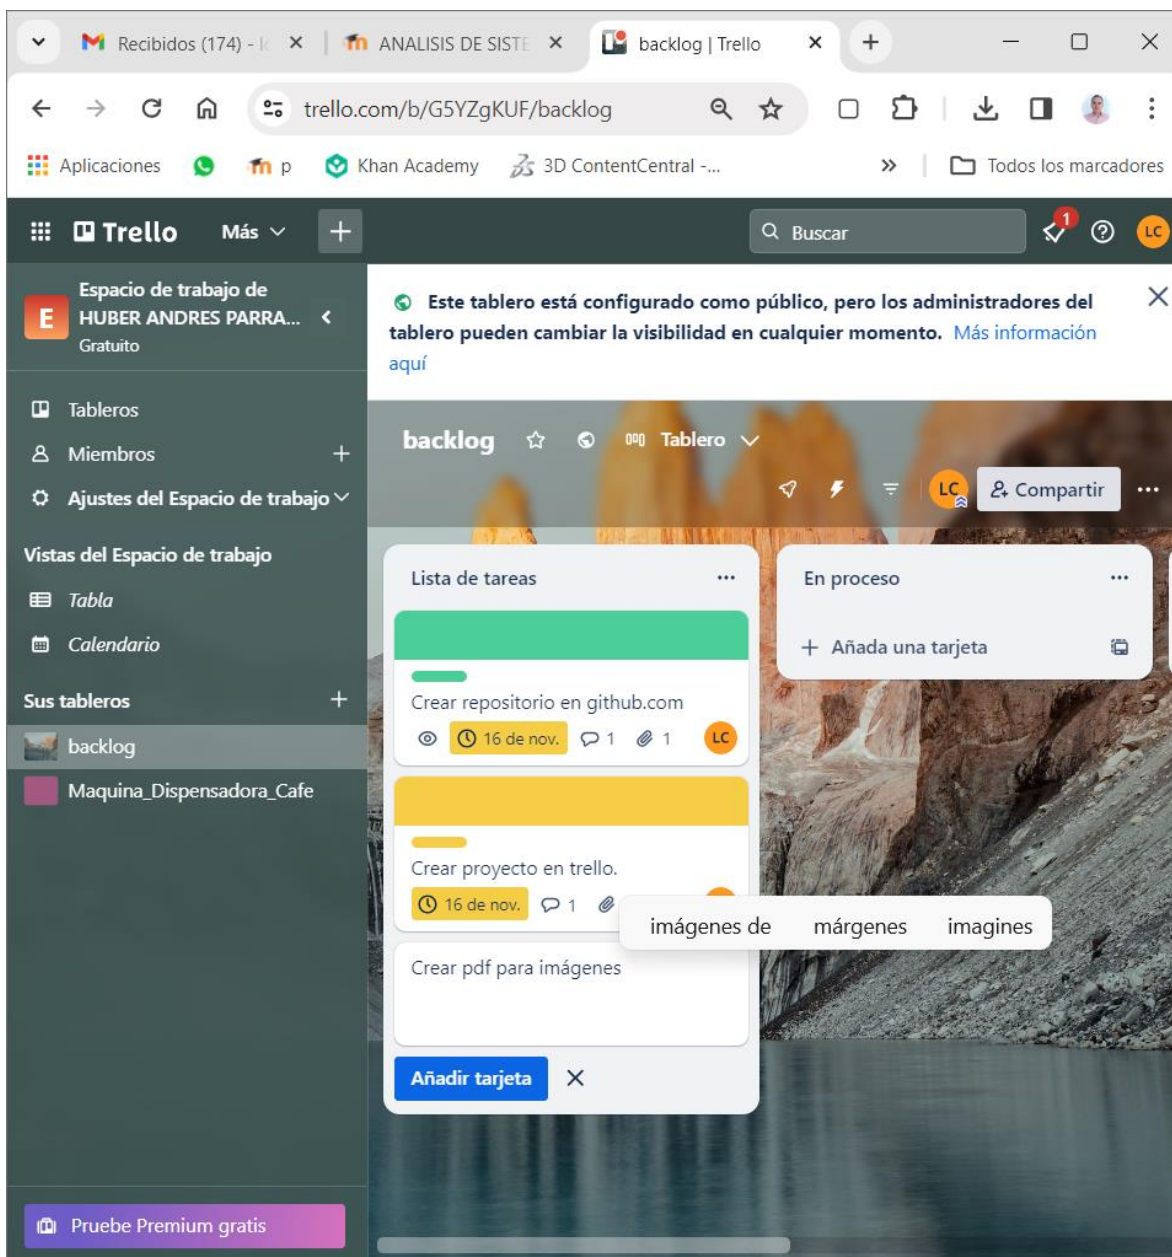 Recibidos (174) - I
ANALISIS DE SISTE
backlog | Trello
trello.com/b/G5YZgKUF/backlog
Aplicaciones
p
Khan Academy
3D ContentCentral -...
Todos los marcadores
Trello
Más
Buscar
1
LC
E
Espacio de trabajo de
HUBER ANDRES PARRA...
Gratuito
Tableros
Miembros
Ajustes del Espacio de trabajo
Vistas del Espacio de trabajo
Tabla
Calendario
Sus tableros
backlog
Maquina_Dispensadora_Cafe
Pruebe Premium gratis
Este tablero está configurado como público, pero los administradores del
tablero pueden cambiar la visibilidad en cualquier momento. Más información
aquí
backlog
Tablero
LC
Compartir
Lista de tareas
Crear repositorio en github.com
16 de nov. 1 1 LC
Crear proyecto en trello.
16 de nov. 1
imágenes de márgenes imagines
Crear pdf para imágenes
Añadir tarjeta
En proceso
Añada una tarjeta